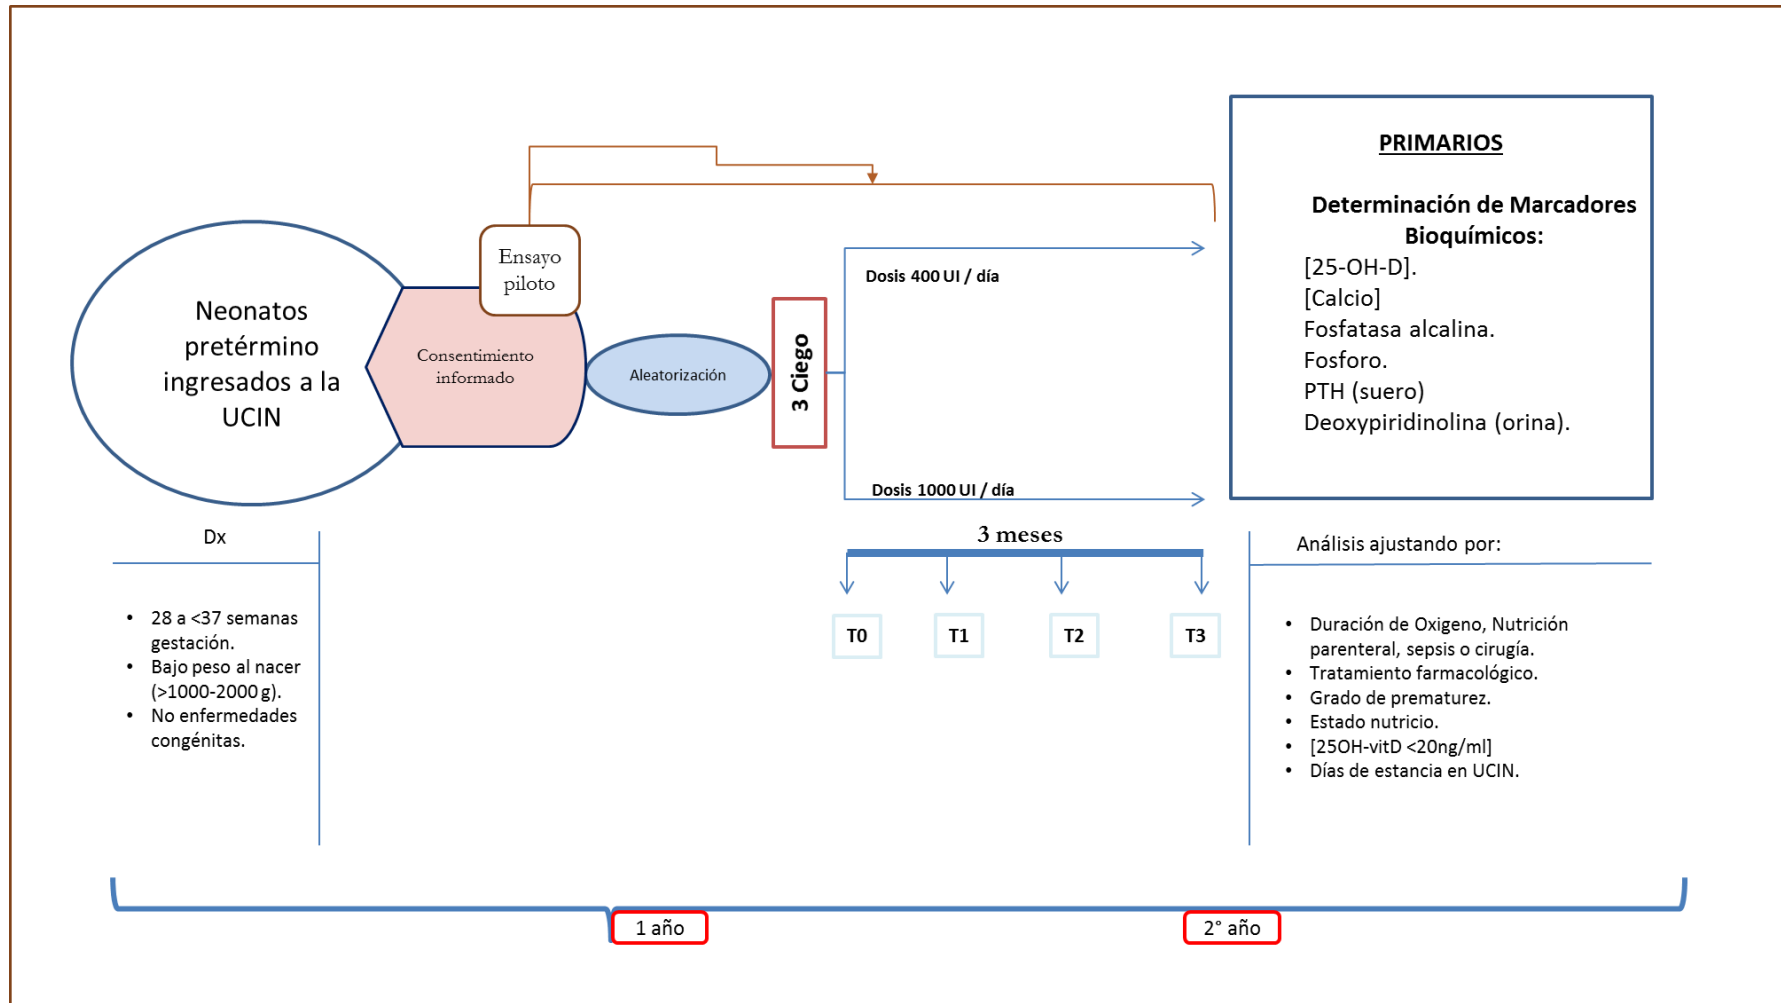 Neonatos
pretérmino
ingresados a la
UCIN
Consentimiento
informado
Ensayo
piloto
Aleatorización
3 Ciego
Dosis 400 UI / día
Dosis 1000 UI / día
PRIMARIOS
Determinación de Marcadores
Bioquímicos:
[25-OH-D].
[Calcio]
Fosfatasa alcalina.
Fosforo.
PTH (suero)
Deoxypiridinolina (orina).
Dx
• 28 a <37 semanas
gestación.
• Bajo peso al nacer
(>1000-2000 g).
• No enfermedades
congénitas.
3 meses
T0
T1
T2
T3
Análisis ajustando por:
• Duración de Oxigeno, Nutrición
parenteral, sepsis o cirugía.
• Tratamiento farmacológico.
• Grado de prematurez.
• Estado nutricio.
• [25OH-vitD <20ng/ml]
• Días de estancia en UCIN.
1 año
2° año